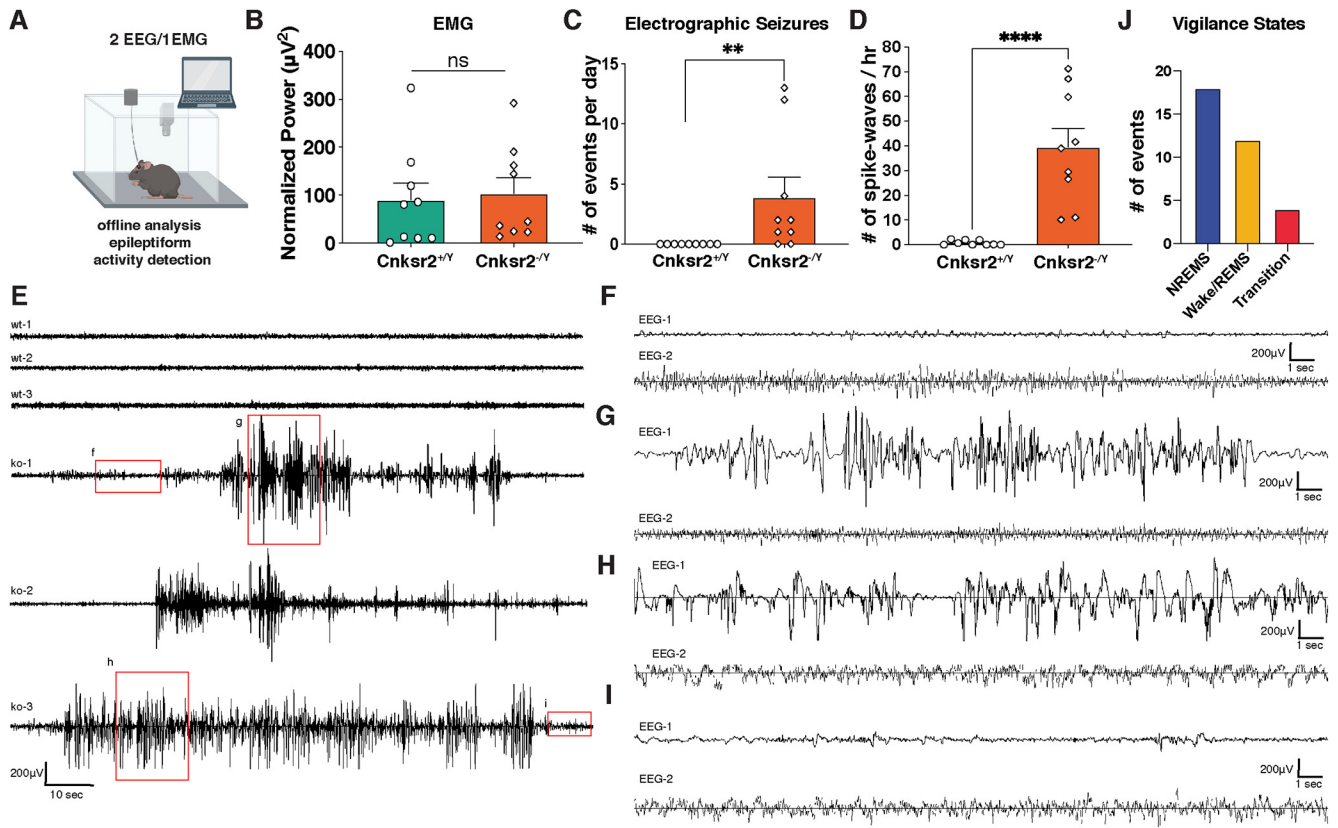 A
2 EEG/1EMG
offline analysis
epileptiform
activity detection
B
EMG
Normalized Power (µV²)
400
300
200
100
0
ns
Cnksr2+/Y
Cnksr2-/Y
C
Electrographic Seizures
# of events per day
15
10
5
0
**
Cnksr2+/Y
Cnksr2-/Y
D
# of spike-waves / hr
80
70
60
50
40
30
20
10
0
****
Cnksr2+/Y
Cnksr2-/Y
J
Vigilance States
# of events
20
15
10
5
0
NREMS
Wake/REMS
Transition
E
wt-1
wt-2
wt-3
ko-1
f
g
ko-2
ko-3
h
i
200µV
10 sec
F
EEG-1
EEG-2
200µV
1 sec
G
EEG-1
200µV
1 sec
EEG-2
H
EEG-1
200µV
1 sec
EEG-2
I
EEG-1
200µV
1 sec
EEG-2